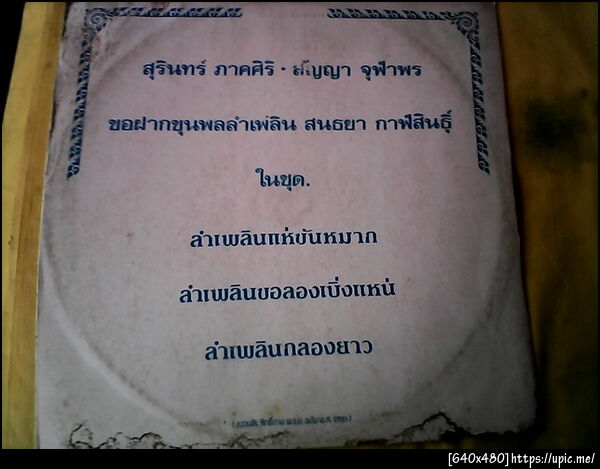 สุรินทร์ ภาคศิริ · สัญญา จุฬาพร
ขอฝากขุนพลลำเพลิน สนธยา กาฬสินธุ์
ในชุด.
ลำเพลินแห่ขันหมาก
ลำเพลินขอลองเบิ่งแหน่
ลำเพลินกลองยาว
[640x480] https://upic.me/